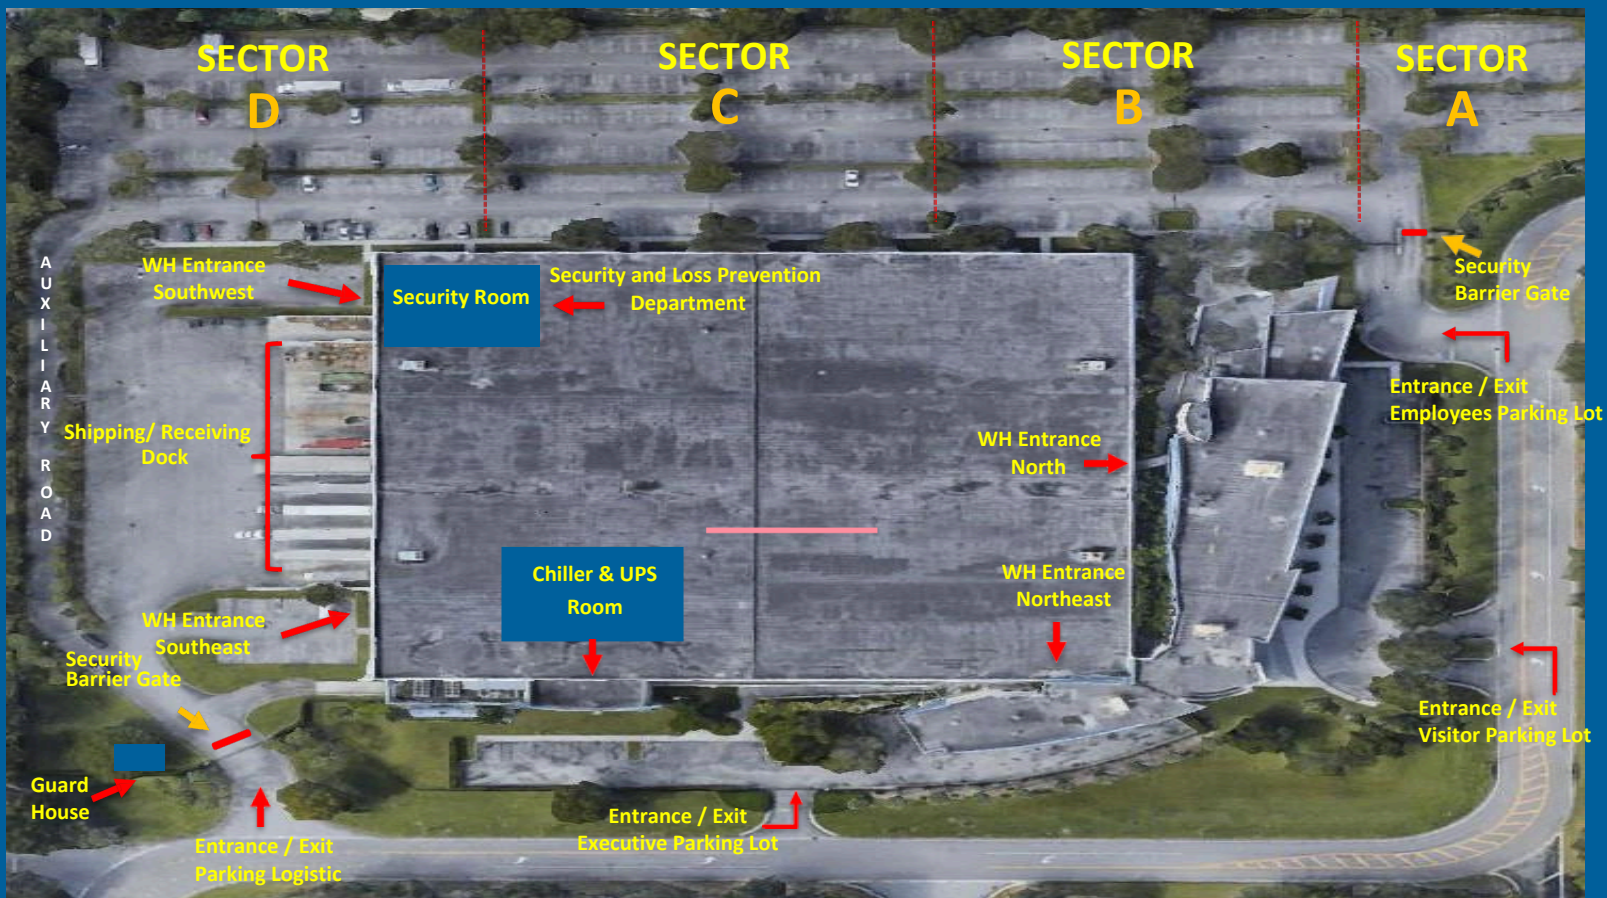 SECTOR
D
SECTOR
C
SECTOR
B
SECTOR
A
WH Entrance
Southwest
Security Room
Security and Loss Prevention
Department
Security
Barrier Gate
AUXILIARY ROAD
Entrance / Exit
Employees Parking Lot
Shipping/ Receiving
Dock
WH Entrance
North
Chiller & UPS
Room
WH Entrance
Northeast
WH Entrance
Southeast
Security
Barrier Gate
Entrance / Exit
Visitor Parking Lot
Guard
House
Entrance / Exit
Executive Parking Lot
Entrance / Exit
Parking Logistic